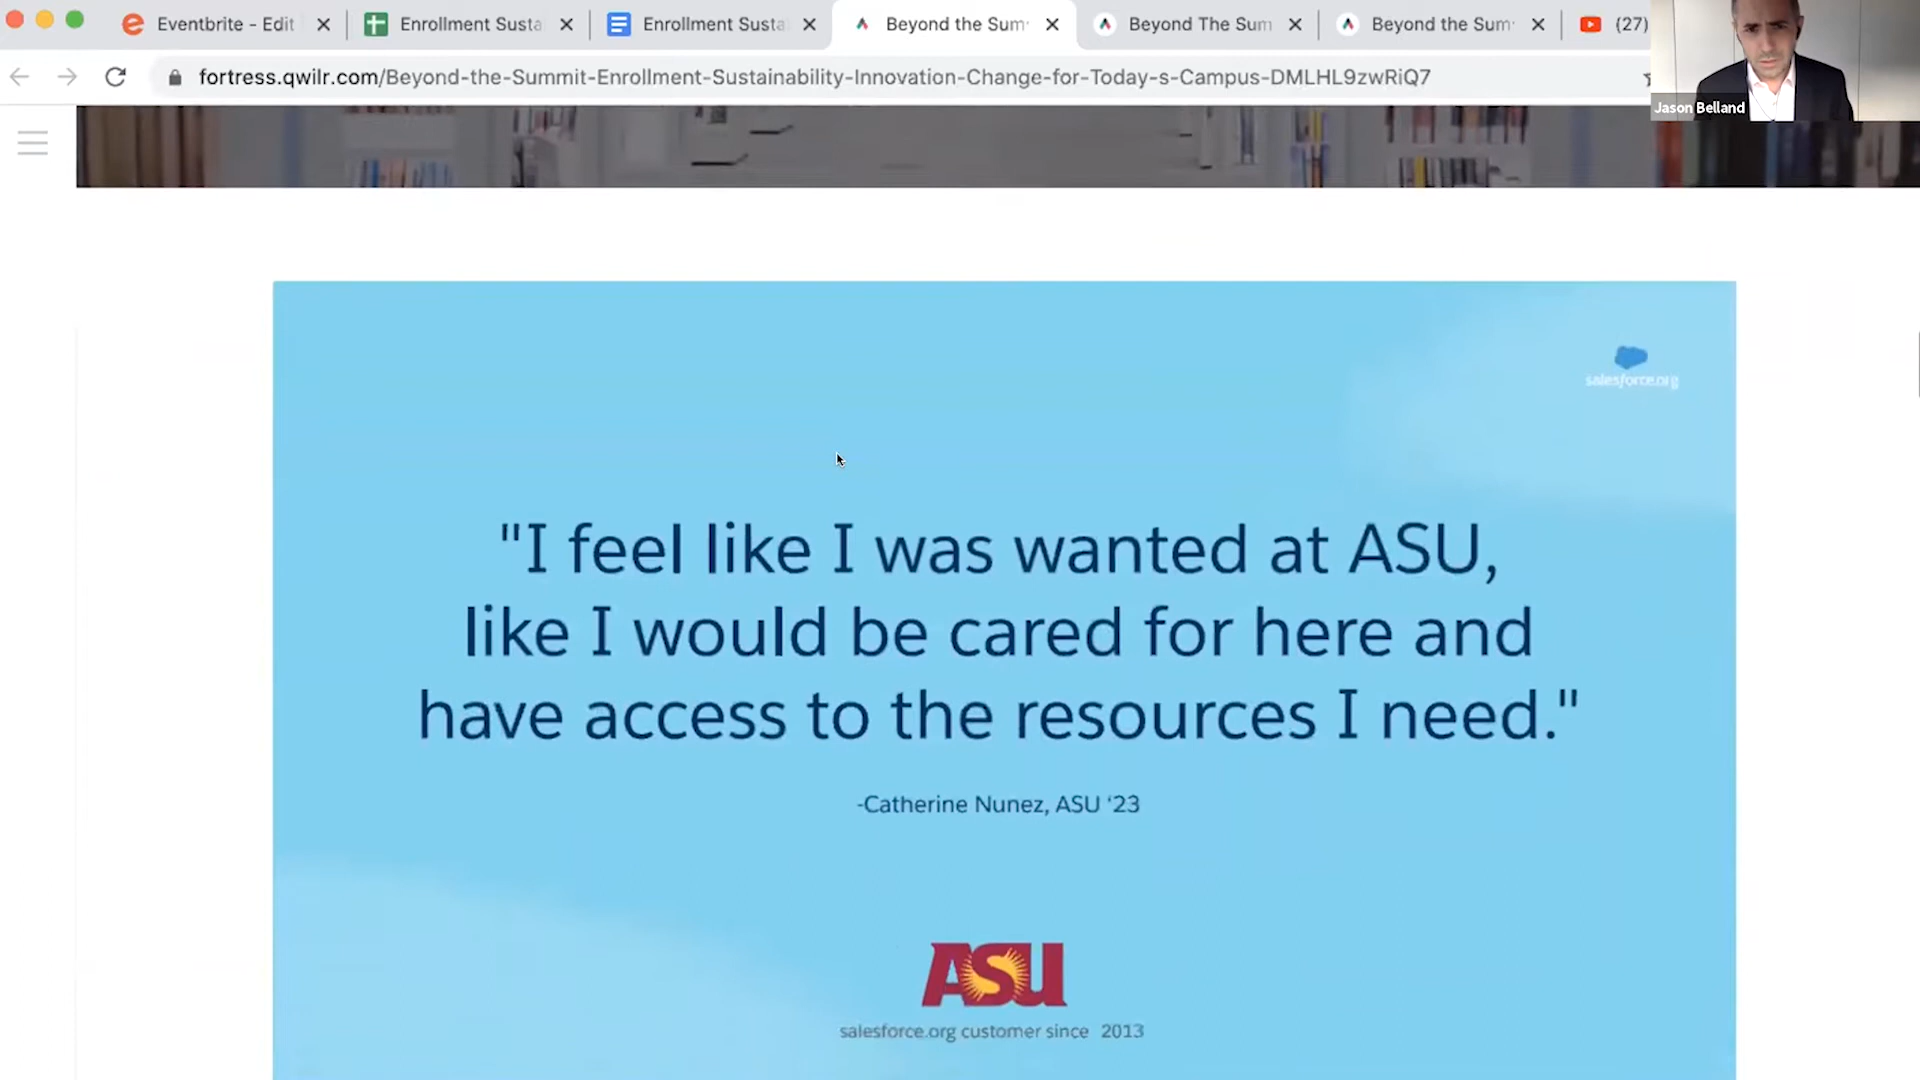 Eventbrite - Edit
Enrollment Susta
Enrollment Susta
Beyond the Sum
Beyond The Sum
Beyond the Sum
(27)
fortress.qwilr.com/Beyond-the-Summit-Enrollment-Sustainability-Innovation-Change-for-Today-s-Campus-DMLHL9zwRiQ7
Jason Belland
salesforce.org
"I feel like I was wanted at ASU,
like I would be cared for here and
have access to the resources I need."
-Catherine Nunez, ASU ‘23
ASU
salesforce.org customer since 2013